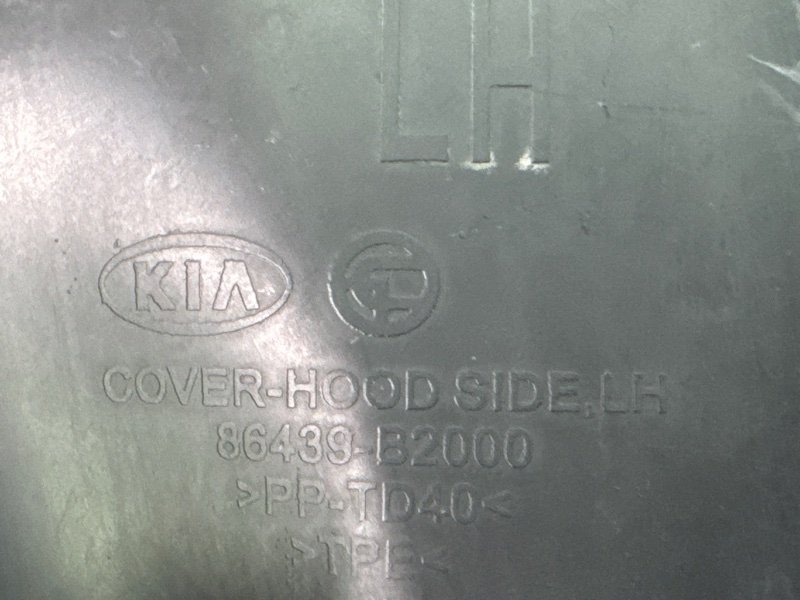 LH
KIA
COVER-HOOD SIDE,LH
86439-B2000
>PP-TD40<
>TPE<